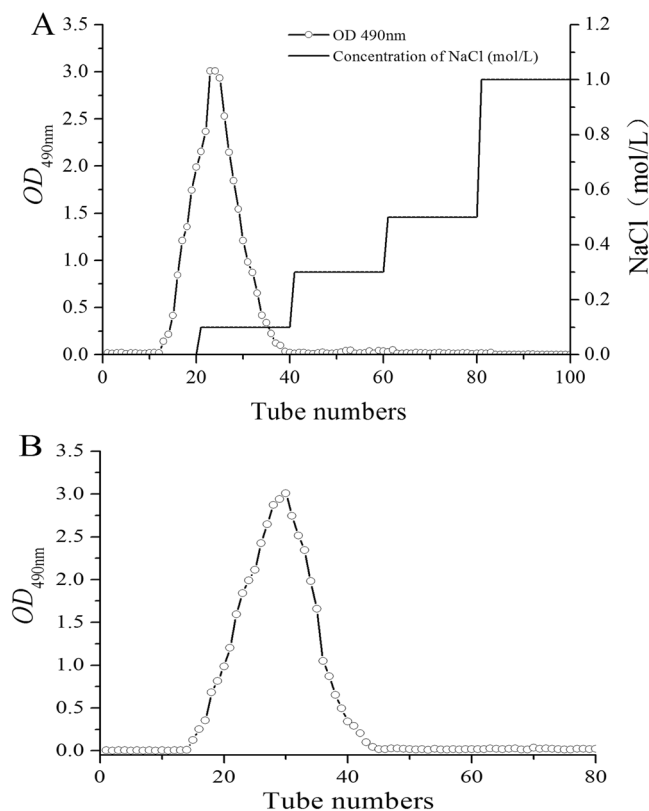 A
OD 490nm
Concentration of NaCl (mol/L)
3.5
3.0
2.5
2.0
1.5
1.0
0.5
0.0
OD490nm
1.2
1.0
0.8
0.6
0.4
0.2
0.0
NaCl（mol/L）
0 20 40 60 80 100
Tube numbers
B
3.5
3.0
2.5
2.0
1.5
1.0
0.5
0.0
OD490nm
0 20 40 60 80
Tube numbers